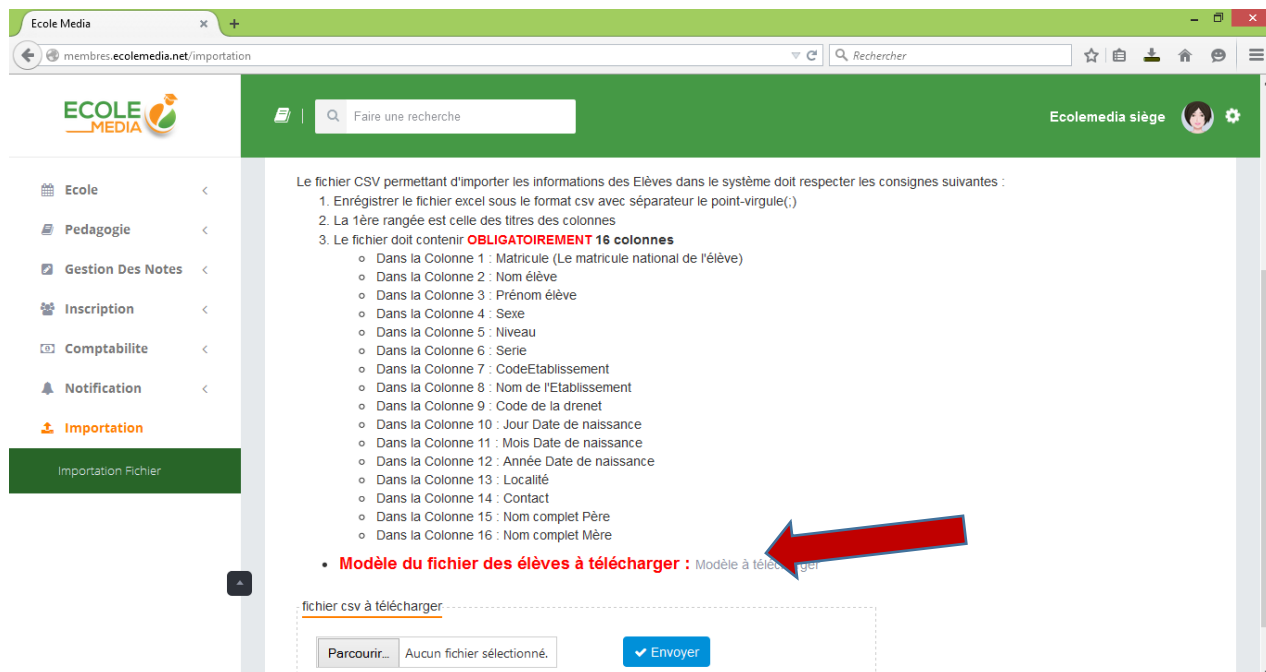 Ecole Media
membres.ecolemedia.net/importation
Rechercher
ECOLE
MEDIA
Faire une recherche
Ecolemedia siège
Ecole
Pedagogie
Gestion Des Notes
Inscription
Comptabilite
Notification
Importation
Importation Fichier
Le fichier CSV permettant d'importer les informations des Elèves dans le système doit respecter les consignes suivantes :
1. Enrégistrer le fichier excel sous le format csv avec séparateur le point-virgule(;)
2. La 1ère rangée est celle des titres des colonnes
3. Le fichier doit contenir OBLIGATOIREMENT 16 colonnes
Dans la Colonne 1 : Matricule (Le matricule national de l'élève)
Dans la Colonne 2 : Nom élève
Dans la Colonne 3 : Prénom élève
Dans la Colonne 4 : Sexe
Dans la Colonne 5 : Niveau
Dans la Colonne 6 : Serie
Dans la Colonne 7 : CodeEtablissement
Dans la Colonne 8 : Nom de l'Etablissement
Dans la Colonne 9 : Code de la drenet
Dans la Colonne 10 : Jour Date de naissance
Dans la Colonne 11 : Mois Date de naissance
Dans la Colonne 12 : Année Date de naissance
Dans la Colonne 13 : Localité
Dans la Colonne 14 : Contact
Dans la Colonne 15 : Nom complet Père
Dans la Colonne 16 : Nom complet Mère
Modèle du fichier des élèves à télécharger : Modèle à télécharger
fichier csv à télécharger
Parcourir... Aucun fichier sélectionné.
Envoyer